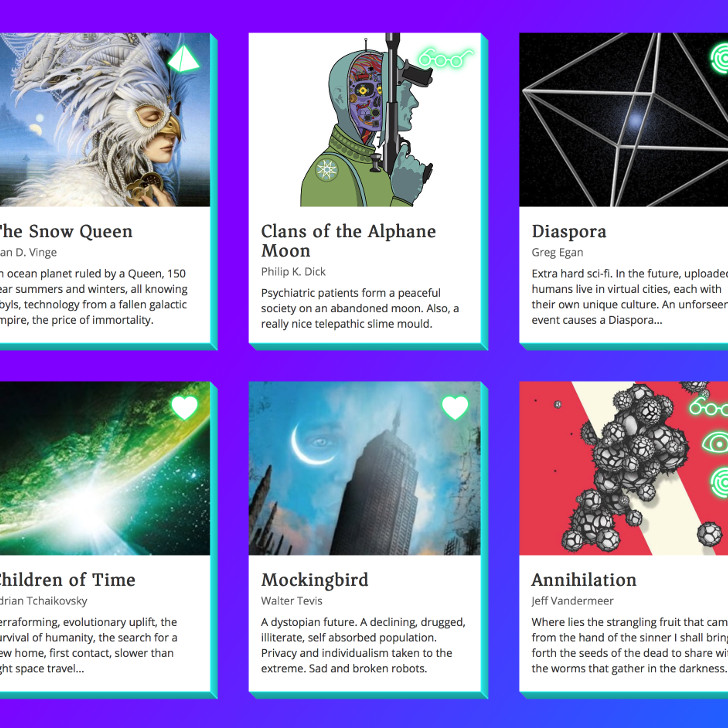 The Snow Queen
an D. Vinge
n ocean planet ruled by a Queen, 150
ear summers and winters, all knowing
byls, technology from a fallen galactic
mpire, the price of immortality.
Clans of the Alphane
Moon
Philip K. Dick
Psychiatric patients form a peaceful
society on an abandoned moon. Also, a
really nice telepathic slime mould.
Diaspora
Greg Egan
Extra hard sci-fi. In the future, uploaded
humans live in virtual cities, each with
their own unique culture. An unforseen
event causes a Diaspora...
Children of Time
drian Tchaikovsky
erraforming, evolutionary uplift, the
urvival of humanity, the search for a
ew home, first contact, slower than
ght space travel...
Mockingbird
Walter Tevis
A dystopian future. A declining, drugged,
illiterate, self absorbed population.
Privacy and individualism taken to the
extreme. Sad and broken robots.
Annihilation
Jeff Vandermeer
Where lies the strangling fruit that cam
from the hand of the sinner I shall bring
forth the seeds of the dead to share wi
the worms that gather in the darkness.